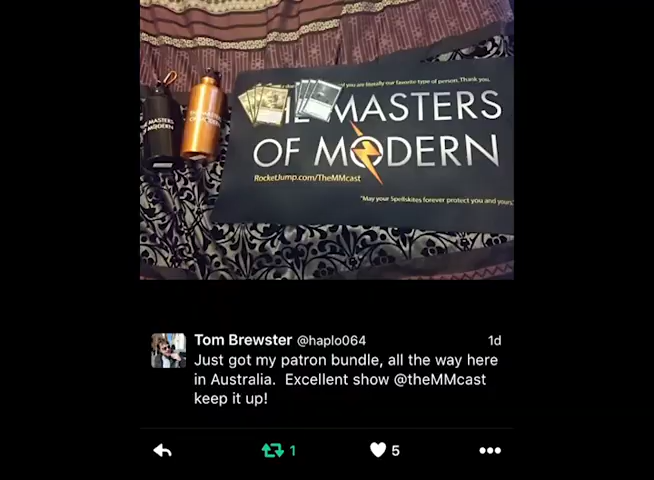 you are literally our favorite type of person. Thank you.
MASTERS
OF MODERN
RocketJump.com/TheMMcast
"May your Spellskites forever protect you and yours."
MASTERS
MODERN
Tom Brewster @haplo064 1d
Just got my patron bundle, all the way here
in Australia. Excellent show @theMMcast
keep it up!
1 5